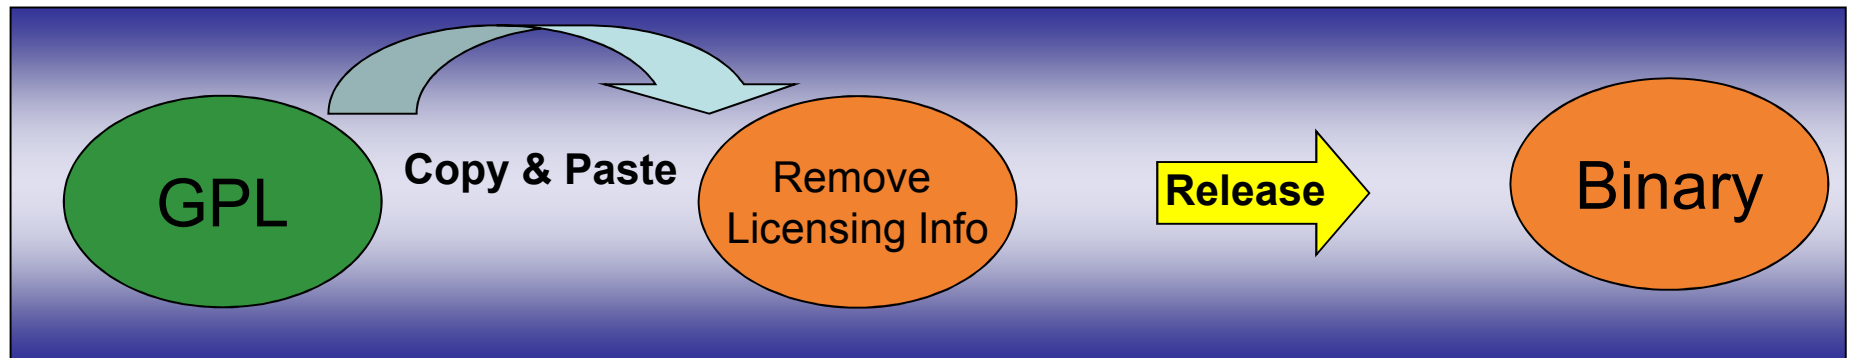 GPL
Copy & Paste
Remove
Licensing Info
Release
Binary